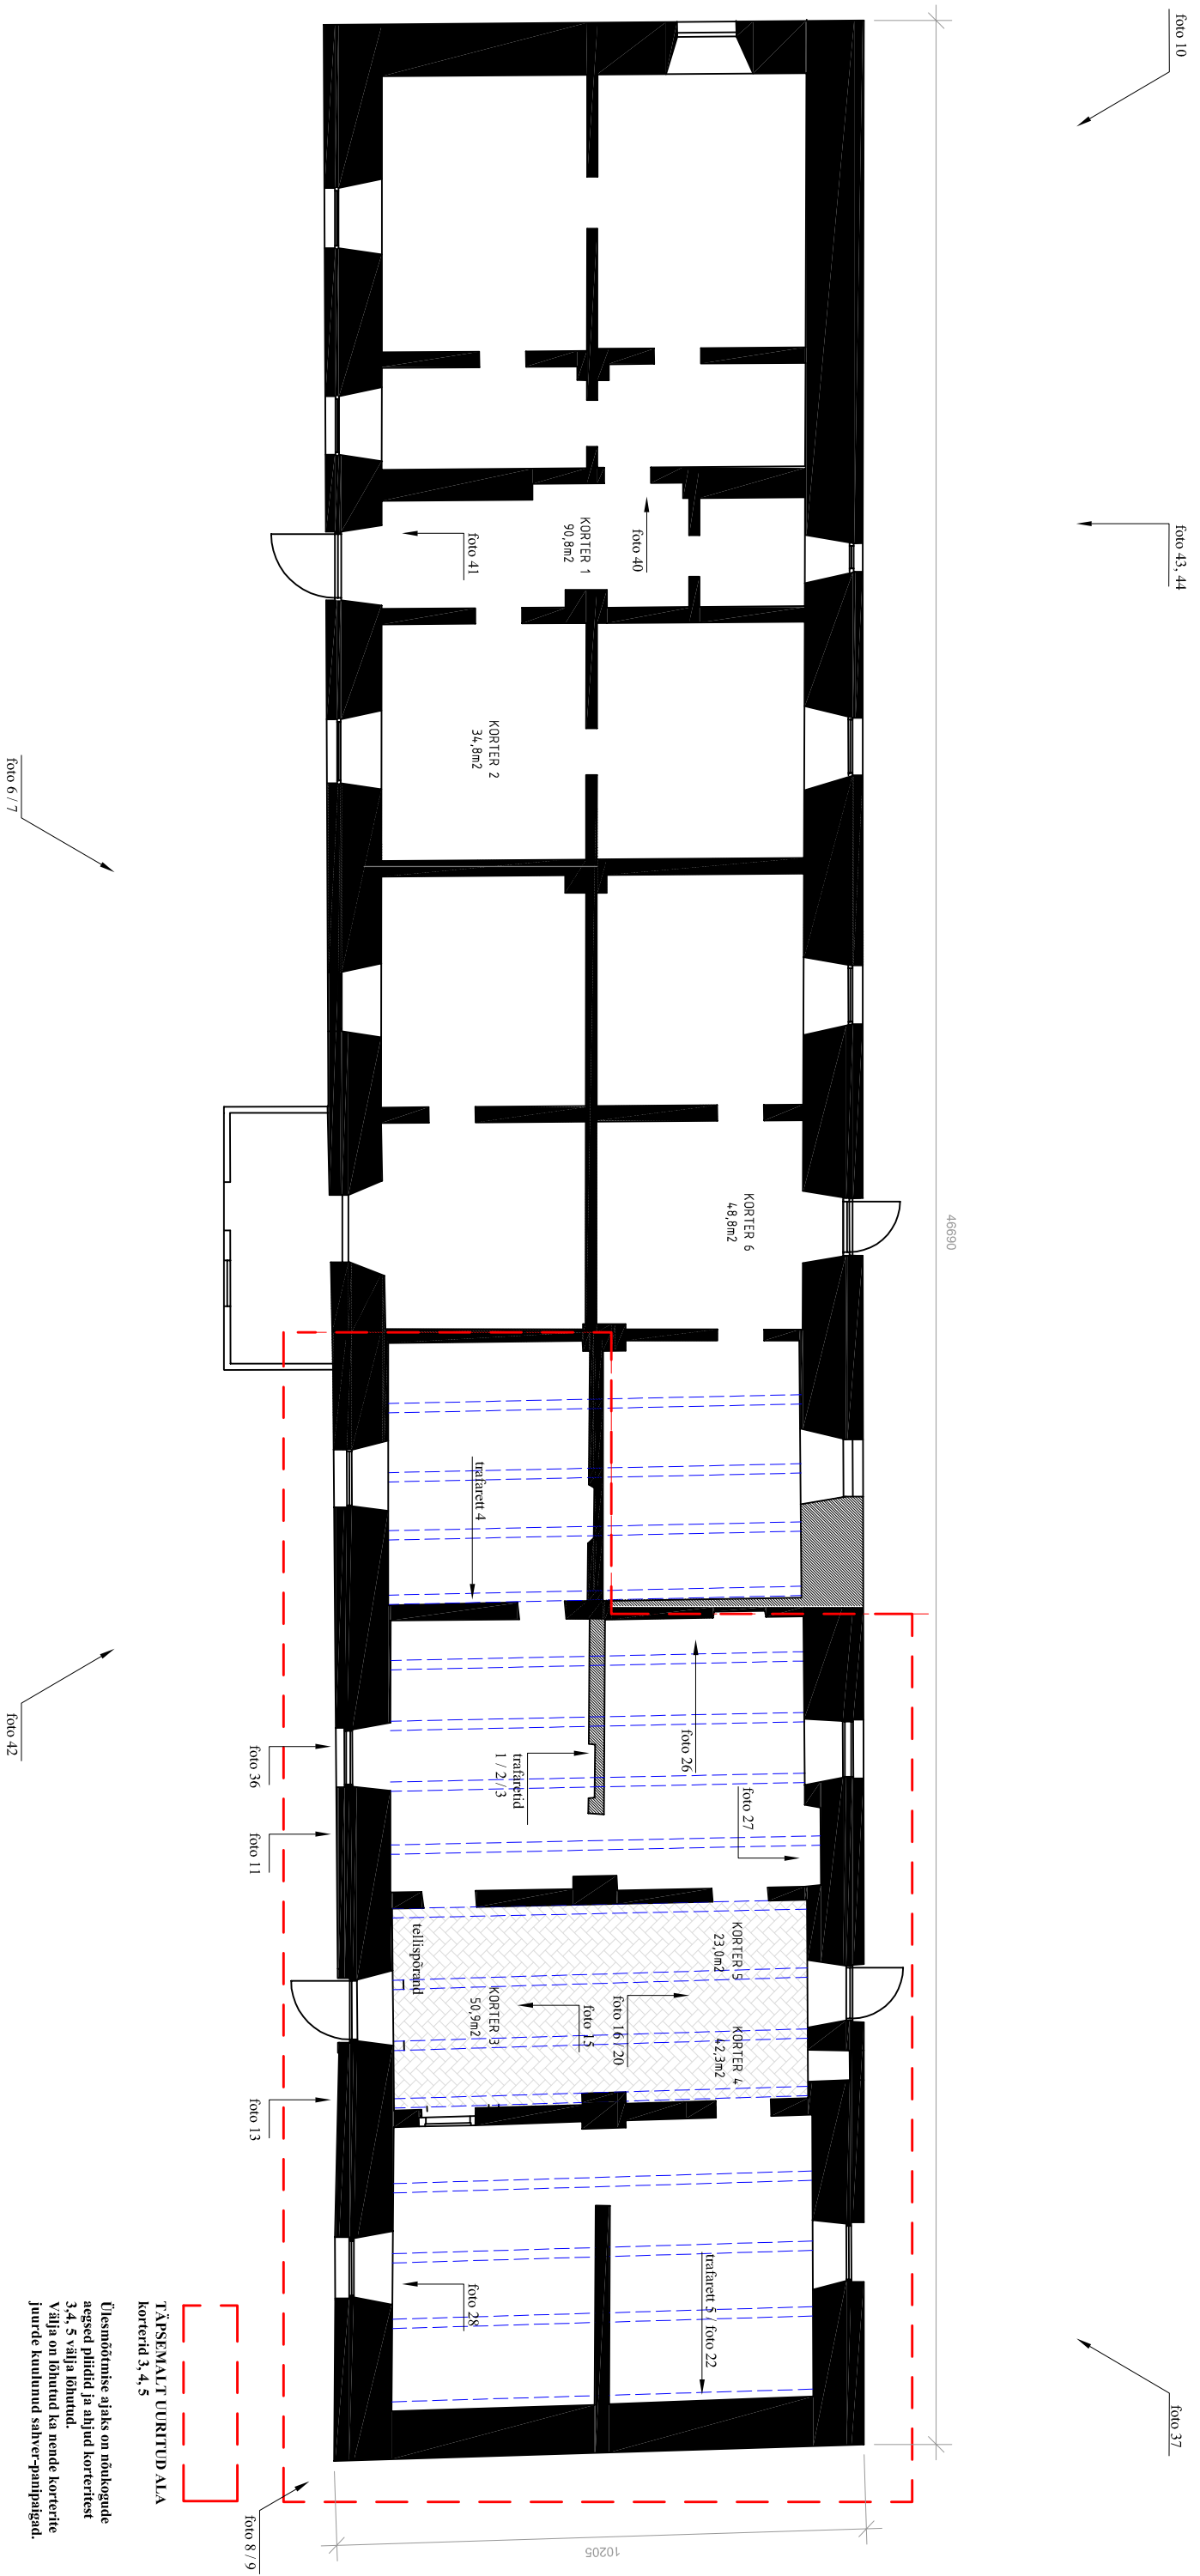 foto 10
foto 43, 44
foto 37
46690
foto 40
KORTER 1
90,8m2
foto 41
KORTER 2
34,8m2
foto 6 / 7
KORTER 6
48,8m2
trafarett 4
foto 26
foto 27
trafaretid
1 / 2 / 3
foto 42
foto 36
foto 11
KORTER 5
23,0m2
KORTER 4
42,3m2
foto 16 / 20
foto 15
KORTER 3
50,9m2
tellispõrand
foto 13
trafarett 5 / foto 22
foto 28
foto 8 / 9
10205
TÄPSEMALT UURITUD ALA
korterid 3, 4, 5
Ülesmõõtmise ajaks on nõukogude
aegsed pliidid ja ahjud korteritest
3,4, 5 välja lõhutud.
Välja on lõhutud ka nende korterite
juurde kuulunud sahver-panipaigad.